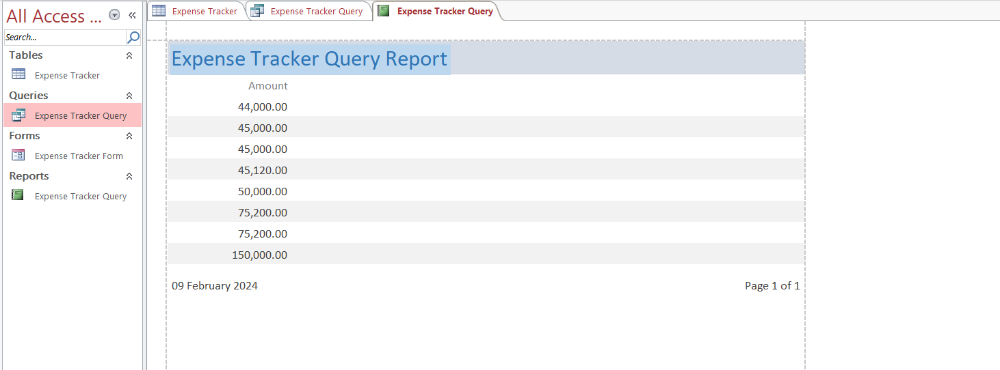 All Access ...
Search...
Tables
Expense Tracker
Queries
Expense Tracker Query
Forms
Expense Tracker Form
Reports
Expense Tracker Query
Expense Tracker
Expense Tracker Query
Expense Tracker Query
Expense Tracker Query Report
Amount
44,000.00
45,000.00
45,000.00
45,120.00
50,000.00
75,200.00
75,200.00
150,000.00
09 February 2024
Page 1 of 1